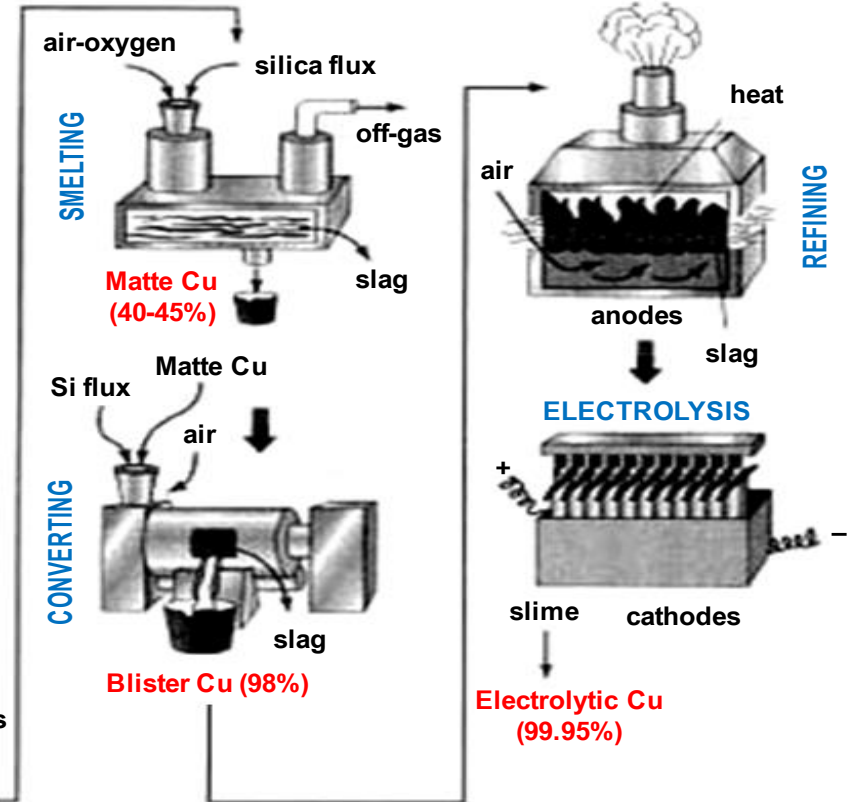 air-oxygen
silica flux
off-gas
SMELTING
slag
Matte Cu
(40-45%)
Matte Cu
Si flux
air
CONVERTING
slag
Blister Cu (98%)
s
heat
air
REFINING
anodes
slag
ELECTROLYSIS
+
–
slime
cathodes
Electrolytic Cu
(99.95%)